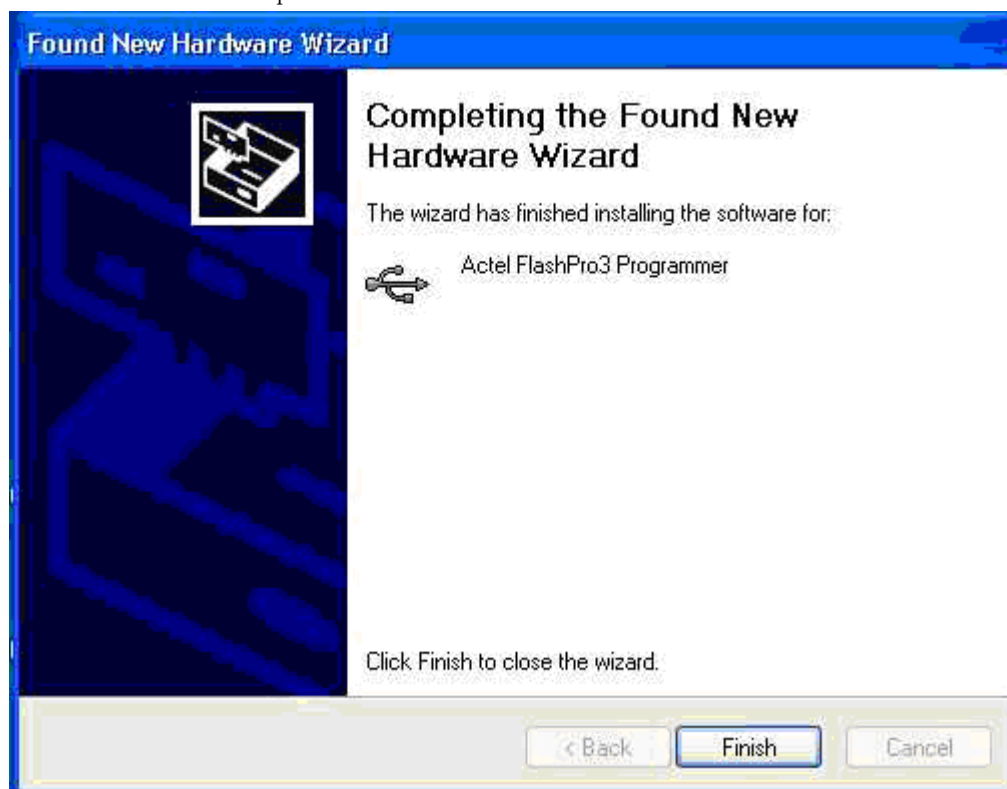 Found New Hardware Wizard
Completing the Found New
Hardware Wizard
The wizard has finished installing the software for:
Actel FlashPro3 Programmer
Click Finish to close the wizard.
< Back
Finish
Cancel